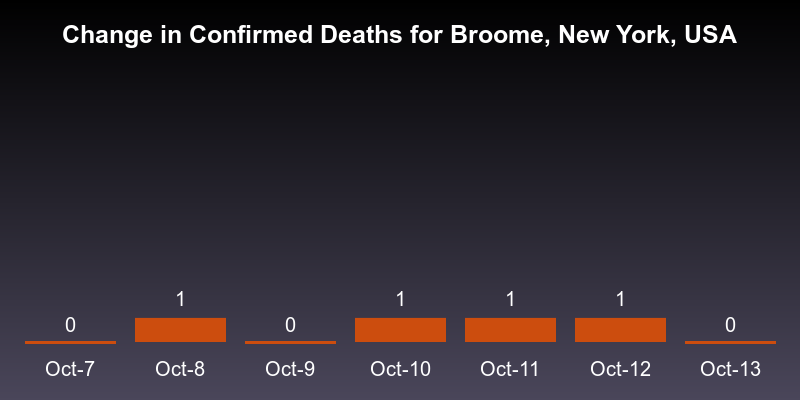 Change in Confirmed Deaths for Broome, New York, USA
0 1 0 1 1 1 0
Oct-7 Oct-8 Oct-9 Oct-10 Oct-11 Oct-12 Oct-13